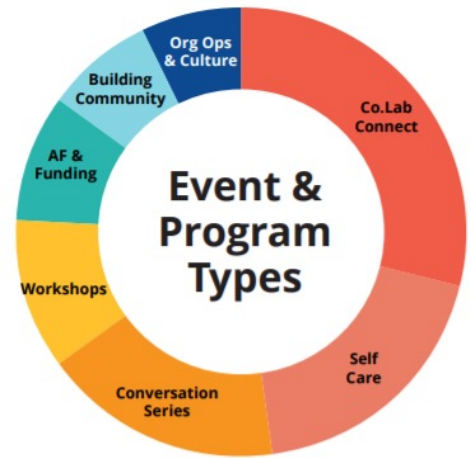 Event &
Program
Types
Org Ops
& Culture
Co.Lab
Connect
Self
Care
Conversation
Series
Workshops
AF &
Funding
Building
Community